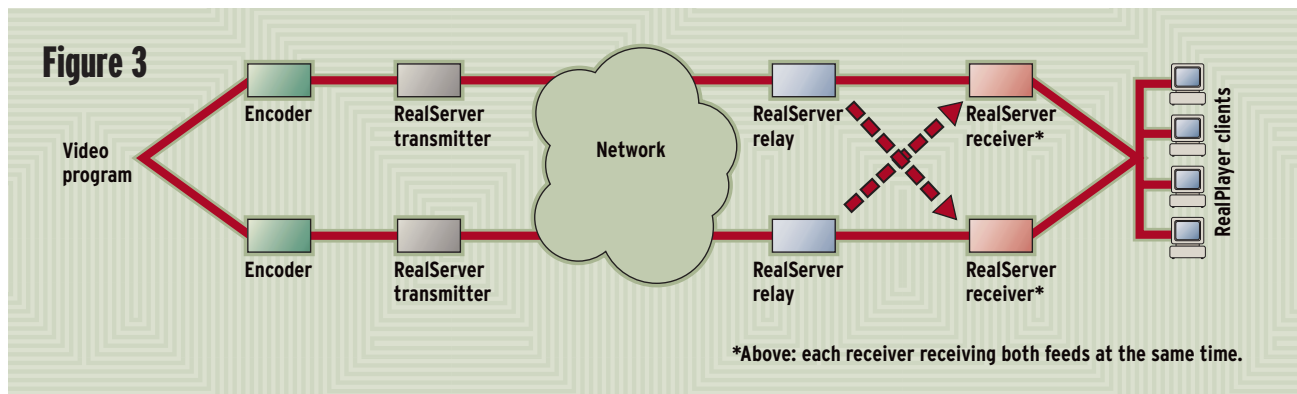 Figure 3
Video
program
Encoder
RealServer
transmitter
Network
RealServer
relay
RealServer
receiver*
RealPlayer clients
Encoder
RealServer
transmitter
RealServer
relay
RealServer
receiver*
*Above: each receiver receiving both feeds at the same time.